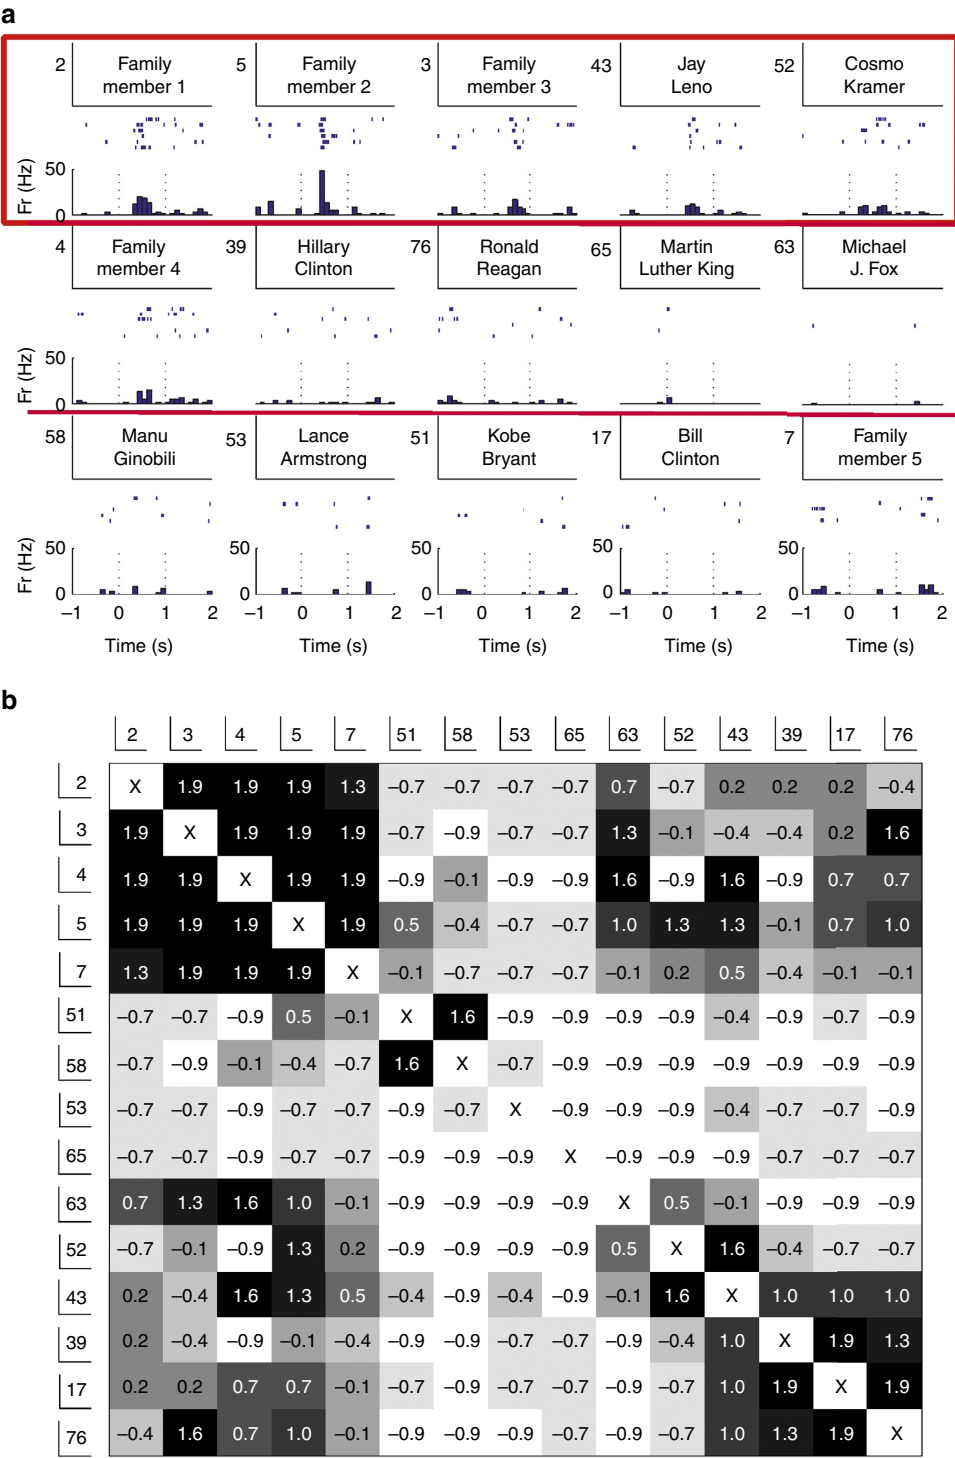 a
2 Family member 1 5 Family member 2 3 Family member 3 43 Jay Leno 52 Cosmo Kramer
50
Fr (Hz)
0
4 Family member 4 39 Hillary Clinton 76 Ronald Reagan 65 Martin Luther King 63 Michael J. Fox
50
Fr (Hz)
0
58 Manu Ginobili 53 Lance Armstrong 51 Kobe Bryant 17 Bill Clinton 7 Family member 5
50 50 50 50 50
Fr (Hz)
0 0 0 0 0
−1 0 1 2 −1 0 1 2 −1 0 1 2 −1 0 1 2 −1 0 1 2
Time (s) Time (s) Time (s) Time (s) Time (s)
b
2 3 4 5 7 51 58 53 65 63 52 43 39 17 76
2 X 1.9 1.9 1.9 1.3 −0.7 −0.7 −0.7 −0.7 0.7 −0.7 0.2 0.2 0.2 −0.4
3 1.9 X 1.9 1.9 1.9 −0.7 −0.9 −0.7 −0.7 1.3 −0.1 −0.4 −0.4 0.2 1.6
4 1.9 1.9 X 1.9 1.9 −0.9 −0.1 −0.9 −0.9 1.6 −0.9 1.6 −0.9 0.7 0.7
5 1.9 1.9 1.9 X 1.9 0.5 −0.4 −0.7 −0.7 1.0 1.3 1.3 −0.1 0.7 1.0
7 1.3 1.9 1.9 1.9 X −0.1 −0.7 −0.7 −0.7 −0.1 0.2 0.5 −0.4 −0.1 −0.1
51 −0.7 −0.7 −0.9 0.5 −0.1 X 1.6 −0.9 −0.9 −0.9 −0.9 −0.4 −0.9 −0.7 −0.9
58 −0.7 −0.9 −0.1 −0.4 −0.7 1.6 X −0.7 −0.9 −0.9 −0.9 −0.9 −0.9 −0.9 −0.9
53 −0.7 −0.7 −0.9 −0.7 −0.7 −0.9 −0.7 X −0.9 −0.9 −0.9 −0.4 −0.7 −0.7 −0.9
65 −0.7 −0.7 −0.9 −0.7 −0.7 −0.9 −0.9 −0.9 X −0.9 −0.9 −0.9 −0.7 −0.7 −0.7
63 0.7 1.3 1.6 1.0 −0.1 −0.9 −0.9 −0.9 −0.9 X 0.5 −0.1 −0.9 −0.9 −0.9
52 −0.7 −0.1 −0.9 1.3 0.2 −0.9 −0.9 −0.9 −0.9 0.5 X 1.6 −0.4 −0.7 −0.7
43 0.2 −0.4 1.6 1.3 0.5 −0.4 −0.9 −0.4 −0.9 −0.1 1.6 X 1.0 1.0 1.0
39 0.2 −0.4 −0.9 −0.1 −0.4 −0.9 −0.9 −0.7 −0.7 −0.9 −0.4 1.0 X 1.9 1.3
17 0.2 0.2 0.7 0.7 −0.1 −0.7 −0.9 −0.7 −0.7 −0.9 −0.7 1.0 1.9 X 1.9
76 −0.4 1.6 0.7 1.0 −0.1 −0.9 −0.9 −0.9 −0.7 −0.9 −0.7 1.0 1.3 1.9 X